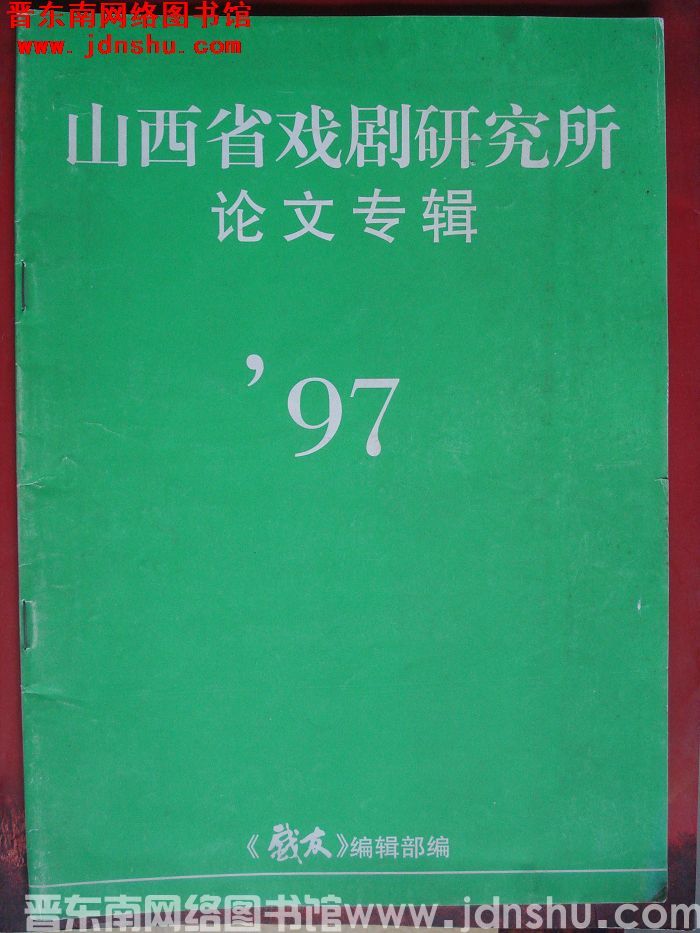 晋东南网络图书馆
www.jdnshu.com
山西省戏剧研究所
论文专辑
’97
《戲友》编辑部编
晋东南网络图书馆www.jdnshu.com